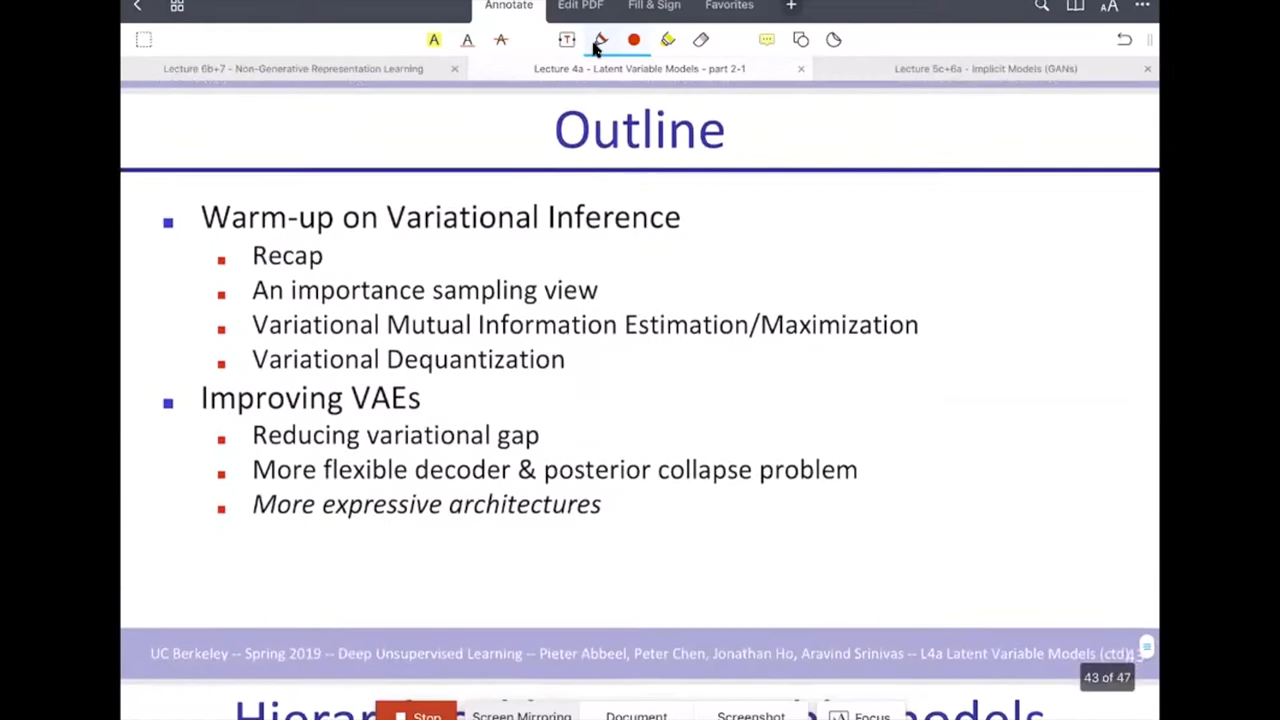 Annotate Edit PDF Fill & Sign Favorites +
Lecture 6b+7 - Non-Generative Representation Learning Lecture 4a - Latent Variable Models - part 2-1 Lecture 5c+6a - Implicit Models (GANs)
Outline
Warm-up on Variational Inference
Recap
An importance sampling view
Variational Mutual Information Estimation/Maximization
Variational Dequantization
Improving VAEs
Reducing variational gap
More flexible decoder & posterior collapse problem
More expressive architectures
UC Berkeley -- Spring 2019 -- Deep Unsupervised Learning -- Pieter Abbeel, Peter Chen, Jonathan Ho, Aravind Srinivas -- L4a Latent Variable Models (ctd)
43 of 47
Stop Screen Mirroring Document Screenshot Focus